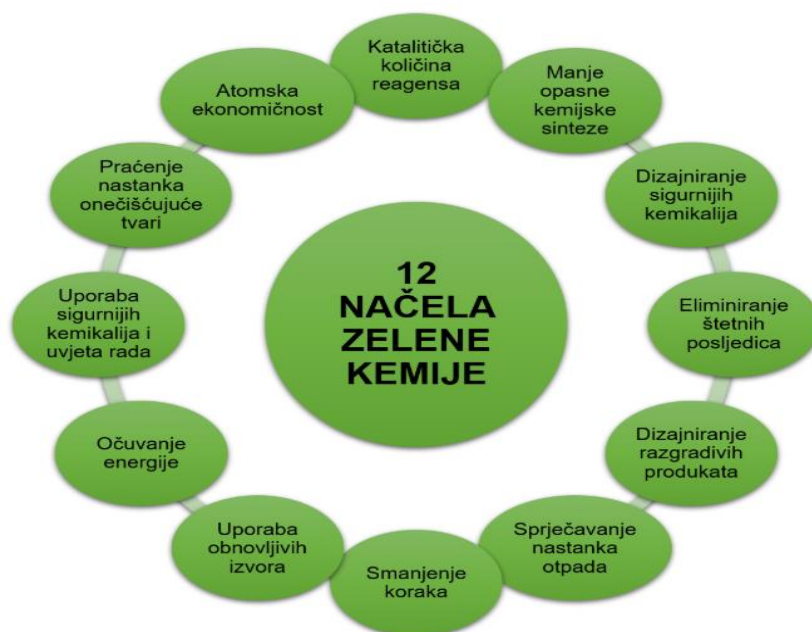 Katalitička
količina
reagensa
Manje
opasne
kemijske
sinteze
Dizajniranje
sigurnijih
kemikalija
Eliminiranje
štetnih
posljedica
Dizajniranje
razgradivih
produkata
Sprječavanje
nastanka
otpada
Smanjenje
koraka
Uporaba
obnovljivih
izvora
Očuvanje
energije
Uporaba
sigurnijih
kemikalija i
uvjeta rada
Praćenje
nastanka
onečišćujuće
tvari
Atomska
ekonomičnost
12
NAČELA
ZELENE
KEMIJE